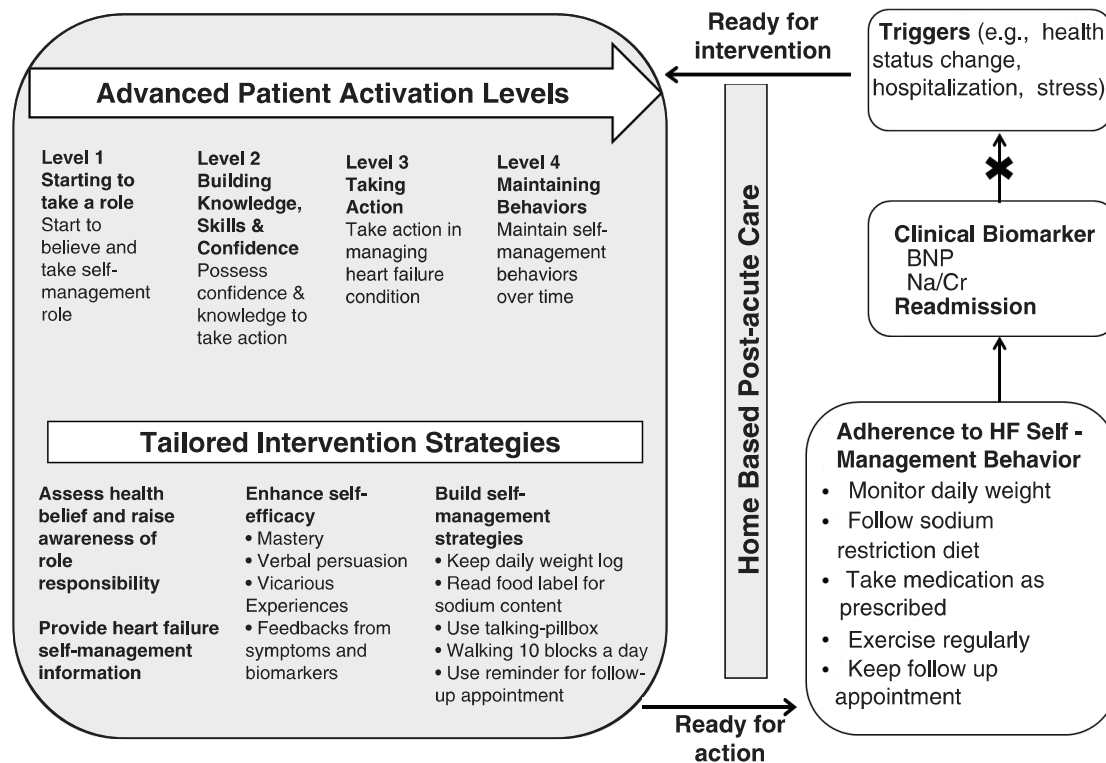 Advanced Patient Activation Levels
Level 1
Starting to
take a role
Start to
believe and
take self-
management
role
Level 2
Building
Knowledge,
Skills &
Confidence
Possess
confidence &
knowledge to
take action
Level 3
Taking
Action
Take action in
managing
heart failure
condition
Level 4
Maintaining
Behaviors
Maintain self-
management
behaviors
over time
Tailored Intervention Strategies
Assess health
belief and raise
awareness of
role
responsibility
Provide heart failure
self-management
information
Enhance self-
efficacy
• Mastery
• Verbal persuasion
• Vicarious
Experiences
• Feedbacks from
symptoms and
biomarkers
Build self-
management
strategies
• Keep daily weight log
• Read food label for
sodium content
• Use talking-pillbox
• Walking 10 blocks a day
• Use reminder for follow-
up appointment
Ready for
intervention
Home Based Post-acute Care
Ready for
action
Triggers (e.g., health
status change,
hospitalization, stress)
Clinical Biomarker
BNP
Na/Cr
Readmission
Adherence to HF Self -
Management Behavior
• Monitor daily weight
• Follow sodium
restriction diet
• Take medication as
prescribed
• Exercise regularly
• Keep follow up
appointment